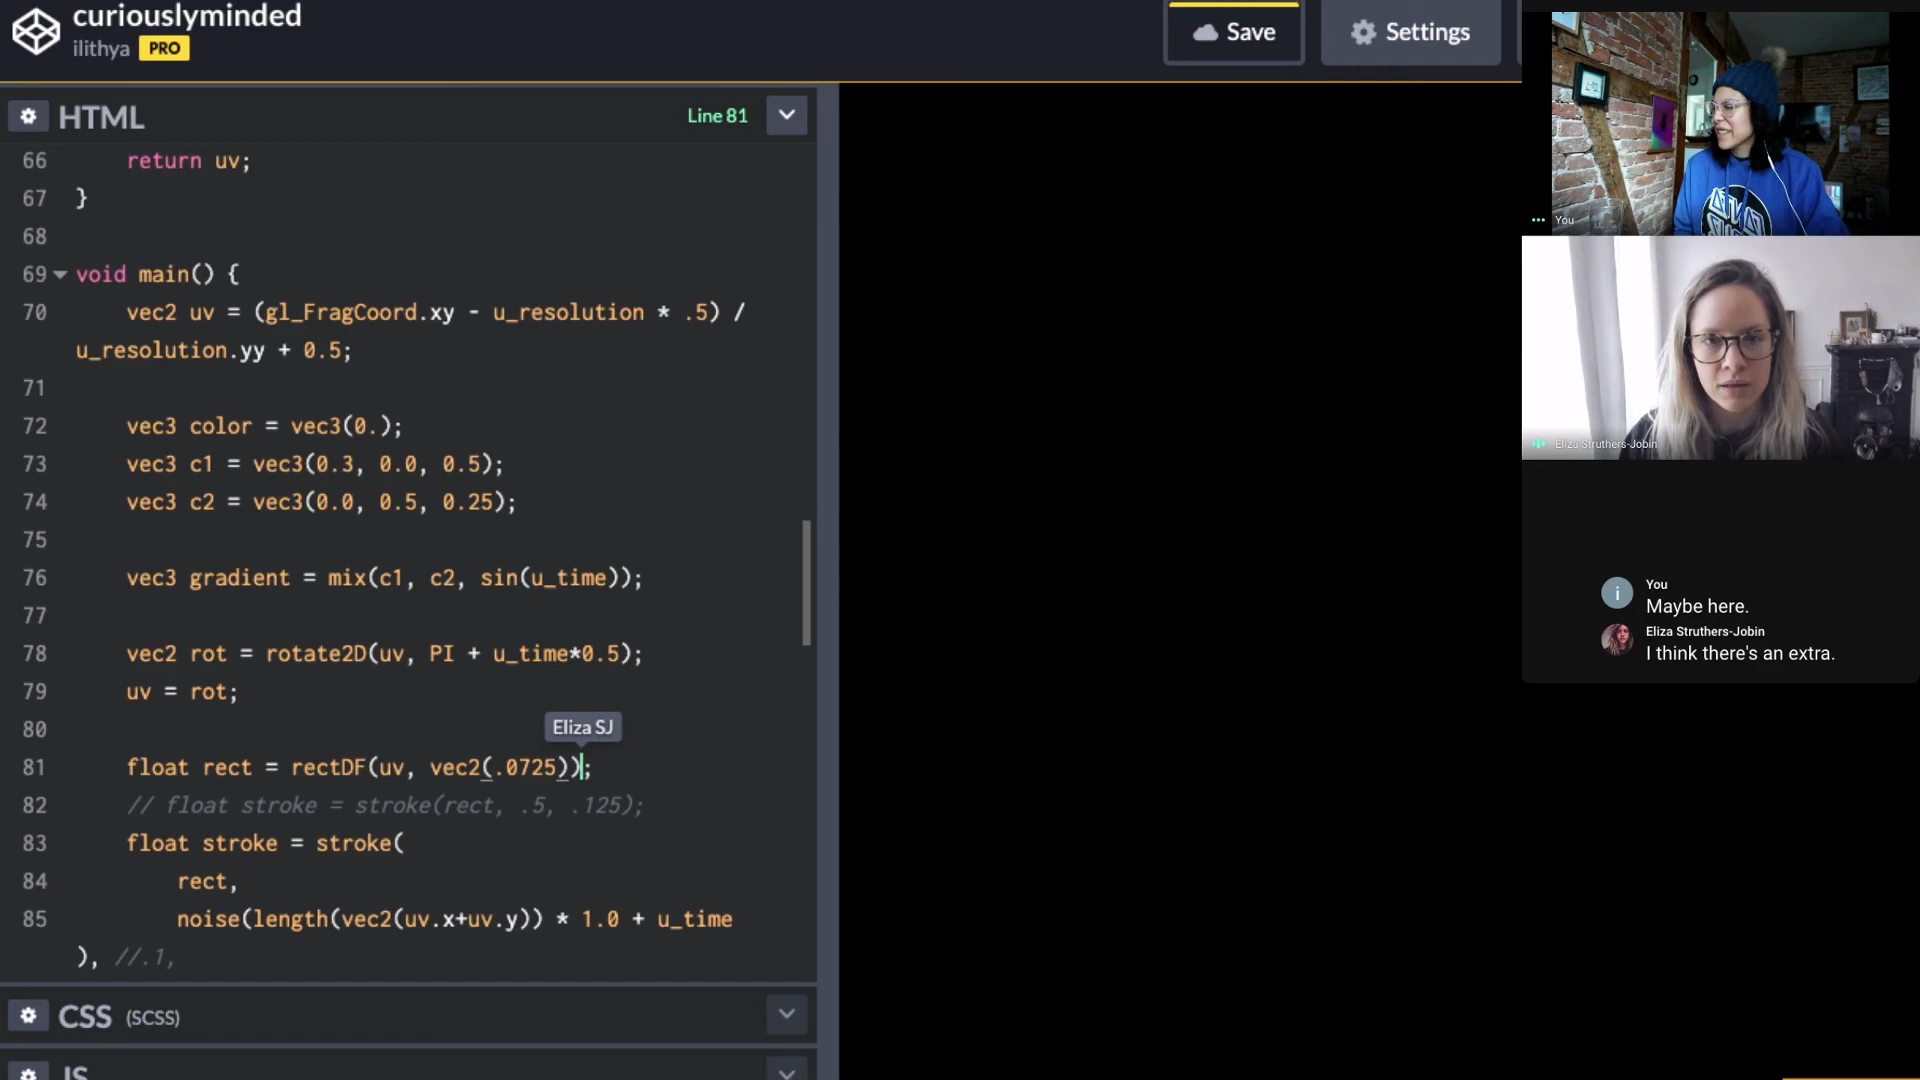 curiouslyminded
ilithya PRO
Save
Settings
HTML
Line 81
66 return uv;
67 }
68
69 void main() {
70 vec2 uv = (gl_FragCoord.xy - u_resolution * .5) /
u_resolution.yy + 0.5;
71
72 vec3 color = vec3(0.);
73 vec3 c1 = vec3(0.3, 0.0, 0.5);
74 vec3 c2 = vec3(0.0, 0.5, 0.25);
75
76 vec3 gradient = mix(c1, c2, sin(u_time));
77
78 vec2 rot = rotate2D(uv, PI + u_time*0.5);
79 uv = rot;
80
Eliza SJ
81 float rect = rectDF(uv, vec2(.0725));
82 // float stroke = stroke(rect, .5, .125);
83 float stroke = stroke(
84 rect,
85 noise(length(vec2(uv.x+uv.y)) * 1.0 + u_time
), //.1,
CSS (SCSS)
JS
You
Eliza Struthers-Jobin
i
You
Maybe here.
Eliza Struthers-Jobin
I think there's an extra.